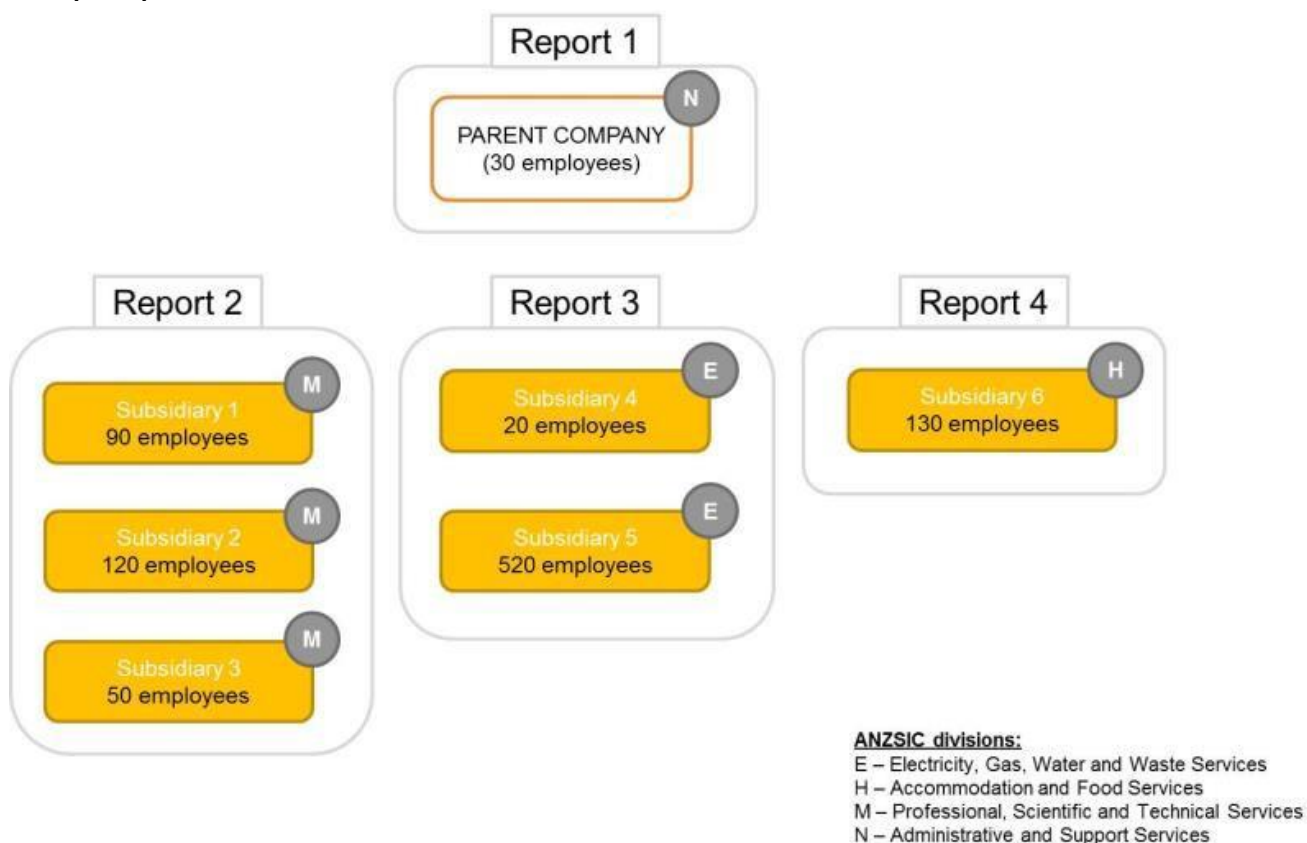 Report 1
N
PARENT COMPANY
(30 employees)
Report 2
M
Subsidiary 1
90 employees
M
Subsidiary 2
120 employees
M
Subsidiary 3
50 employees
Report 3
E
Subsidiary 4
20 employees
E
Subsidiary 5
520 employees
Report 4
H
Subsidiary 6
130 employees
ANZSIC divisions:
E – Electricity, Gas, Water and Waste Services
H – Accommodation and Food Services
M – Professional, Scientific and Technical Services
N – Administrative and Support Services